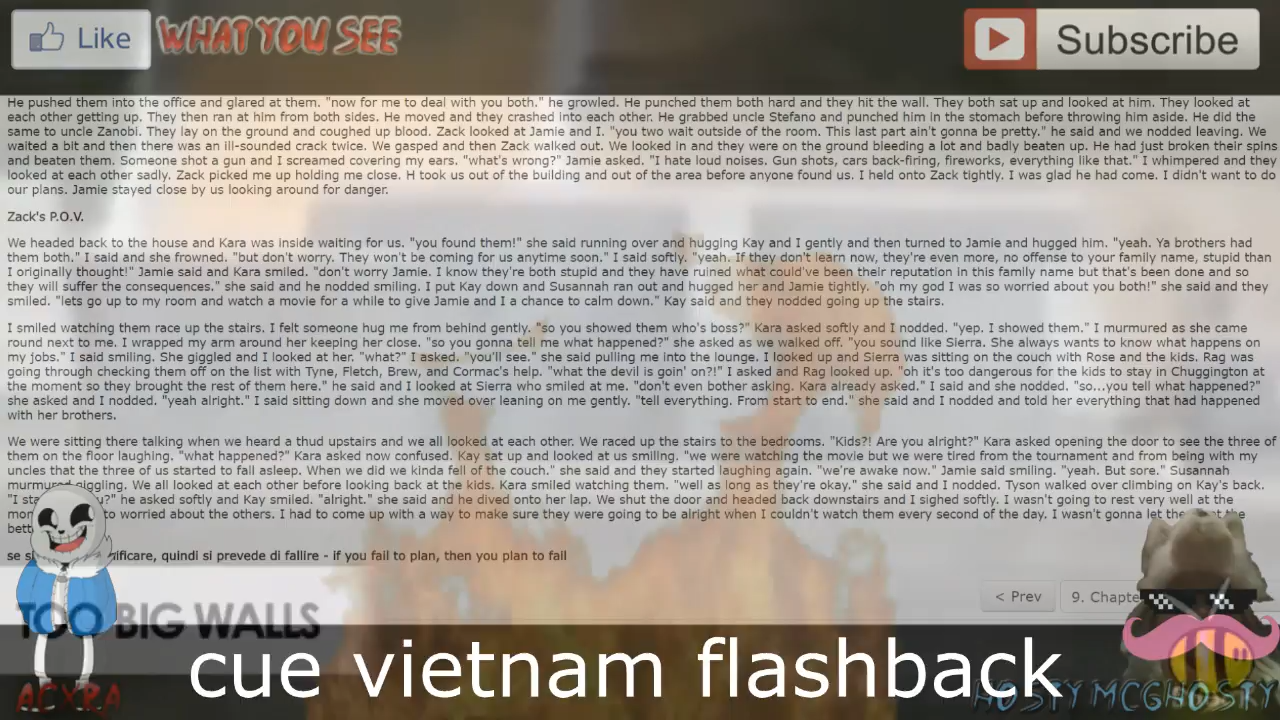 Like
WHAT YOU SEE
Subscribe
He pushed them into the office and glared at them. "now for me to deal with you both." he growled. He punched them both hard and they hit the wall. They both sat up and looked at him. They looked at
each other getting up. They then ran at him from both sides. He moved and they crashed into each other. He grabbed uncle Stefano and punched him in the stomach before throwing him aside. He did the
same to uncle Zanobi. They lay on the ground and coughed up blood. Zack looked at Jamie and I. "you two wait outside of the room. This last part ain't gonna be pretty." he said and we nodded leaving. We
waited a bit and then there was an ill-sounded crack twice. We gasped and then Zack walked out. We looked in and they were on the ground bleeding a lot and badly beaten up. He had just broken their spins
and beaten them. Someone shot a gun and I screamed covering my ears. "what's wrong?" Jamie asked. "I hate loud noises. Gun shots, cars back-firing, fireworks, everything like that." I whimpered and they
looked at each other sadly. Zack picked me up holding me close. H took us out of the building and out of the area before anyone found us. I held onto Zack tightly. I was glad he had come. I didn't want to do
our plans. Jamie stayed close by us looking around for danger.
Zack's P.O.V.
We headed back to the house and Kara was inside waiting for us. "you found them!" she said running over and hugging Kay and I gently and then turned to Jamie and hugged him. "yeah. Ya brothers had
them both." I said and she frowned. "but don't worry. They won't be coming for us anytime soon." I said softly. "yeah. If they don't learn now, they're even more, no offense to your family name, stupid than
I originally thought!" Jamie said and Kara smiled. "don't worry Jamie. I know they're both stupid and they have ruined what could've been their reputation in this family name but that's been done and so
they will suffer the consequences." she said and he nodded smiling. I put Kay down and Susannah ran out and hugged her and Jamie tightly. "oh my god I was so worried about you both!" she said and they
smiled. "lets go up to my room and watch a movie for a while to give Jamie and I a chance to calm down." Kay said and they nodded going up the stairs.
I smiled watching them race up the stairs. I felt someone hug me from behind gently. "so you showed them who's boss?" Kara asked softly and I nodded. "yep. I showed them." I murmured as she came
round next to me. I wrapped my arm around her keeping her close. "so you gonna tell me what happened?" she asked as we walked off. "you sound like Sierra. She always wants to know what happens on
my jobs." I said smiling. She giggled and I looked at her. "what?" I asked. "you'll see." she said pulling me into the lounge. I looked up and Sierra was sitting on the couch with Rose and the kids. Rag was
going through checking them off on the list with Tyne, Fletch, Brew, and Cormac's help. "what the devil is goin' on?!" I asked and Rag looked up. "oh it's too dangerous for the kids to stay in Chuggington at
the moment so they brought the rest of them here." he said and I looked at Sierra who smiled at me. "don't even bother asking. Kara already asked." I said and she nodded. "so...you tell what happened?"
she asked and I nodded. "yeah alright." I said sitting down and she moved over leaning on me gently. "tell everything. From start to end." she said and I nodded and told her everything that had happened
with her brothers.
We were sitting there talking when we heard a thud upstairs and we all looked at each other. We raced up the stairs to the bedrooms. "Kids?! Are you alright?" Kara asked opening the door to see the three of
them on the floor laughing. "what happened?" Kara asked now confused. Kay sat up and looked at us smiling. "we were watching the movie but we were tired from the tournament and from being with my
uncles that the three of us started to fall asleep. When we did we kinda fell of the couch." she said and they started laughing again. "we're awake now." Jamie said smiling. "yeah. But sore." Susannah
murmured giggling. We all looked at each other before looking back at the kids. Kara smiled watching them. "well as long as they're okay." she said and I nodded. Tyson walked over climbing on Kay's back.
"I he asked softly and Kay smiled. "alright." she said and he dived onto her lap. We shut the door and headed back downstairs and I sighed softly. I wasn't going to rest very well at the
to worried about the others. I had to come up with a way to make sure they were going to be alright when I couldn't watch them every second of the day. I wasn't gonna let the
se quindi si prevede di fallire - if you fail to plan, then you plan to fall
< Prev
9.
TOO BIG WALLS
cue vietnam flashback
ACXRA
HOSTY MCGHOSTY